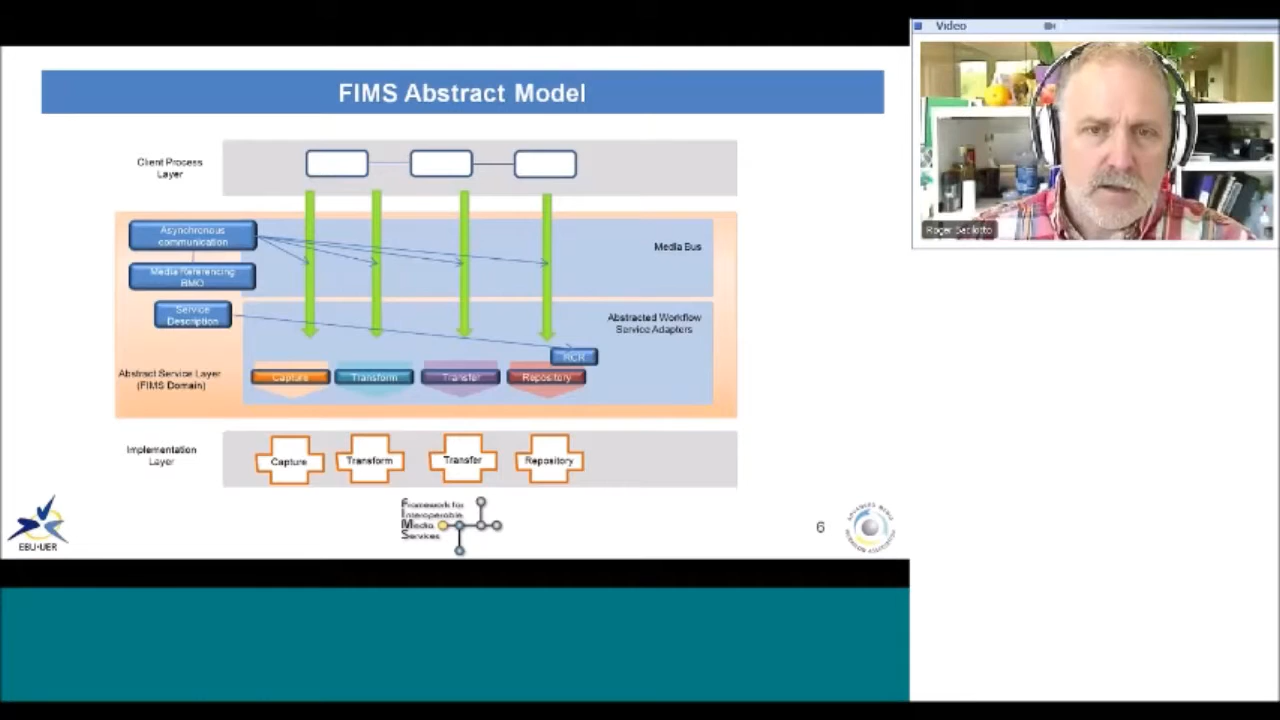 FIMS Abstract Model
Client Process
Layer
Asynchronous
communication
Media Bus
Media Referencing
BMO
Service
Description
Abstracted Workflow
Service Adapters
RCR
Abstract Service Layer
(FIMS Domain)
Capture
Transform
Transfer
Repository
Implementation
Layer
Capture
Transform
Transfer
Repository
Framework for
Interoperable
Media
Services
EBU·UER
6
Video